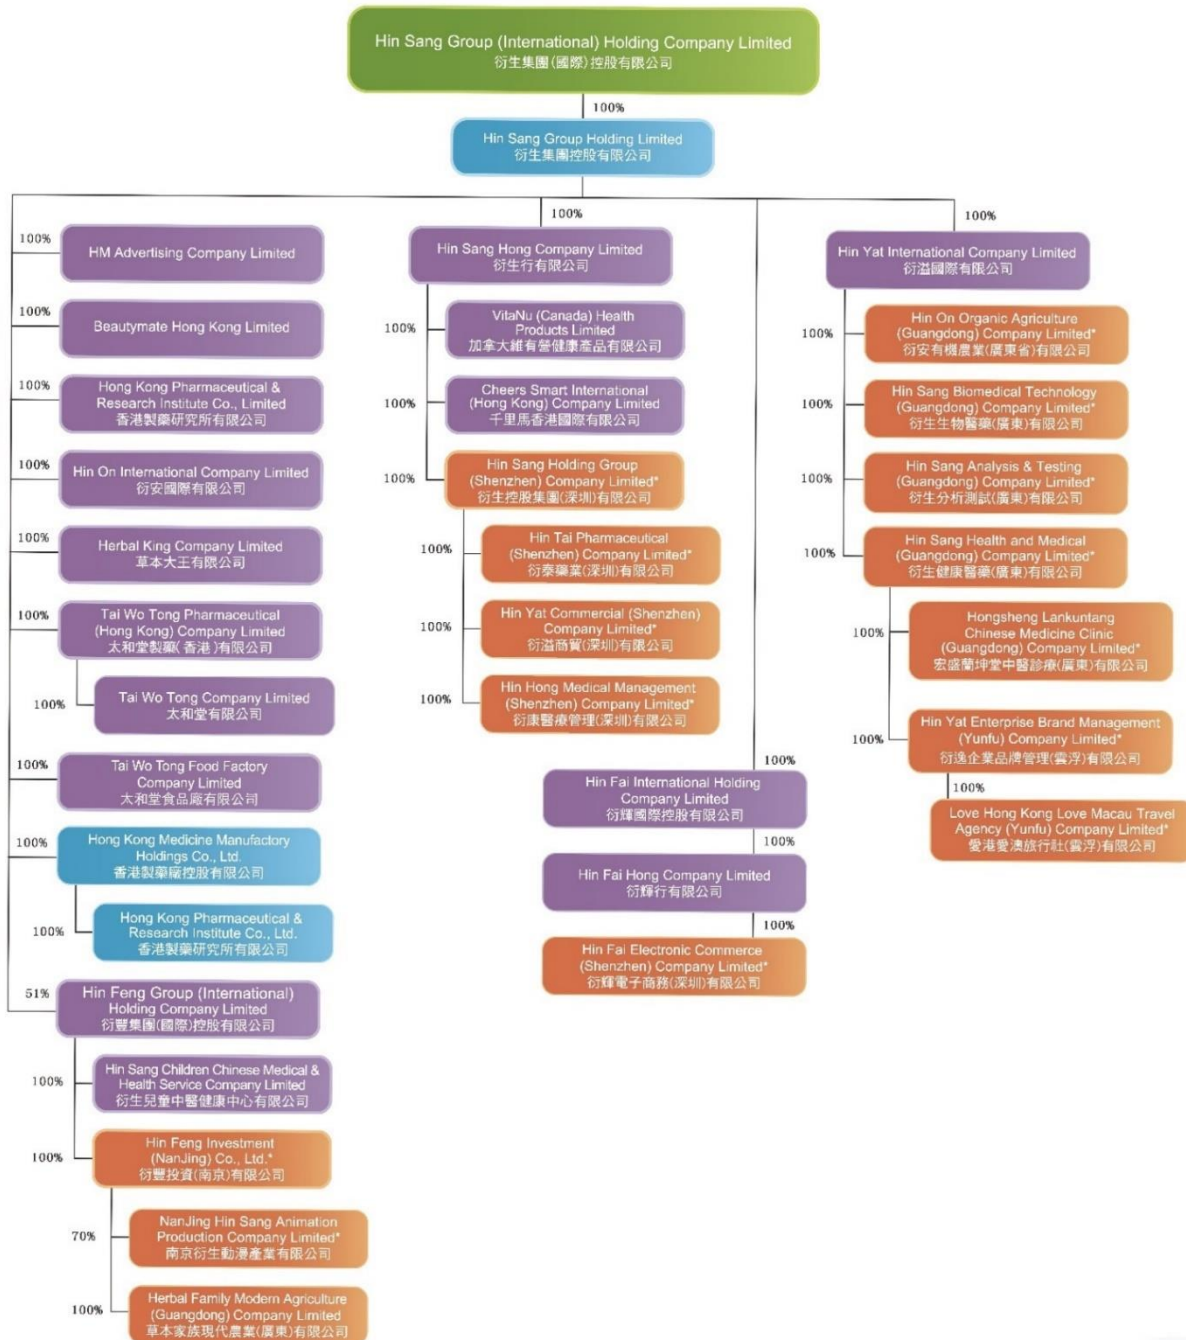 Hin Sang Group (International) Holding Company Limited
衍生集團(國際)控股有限公司
100%
Hin Sang Group Holding Limited
衍生集團控股有限公司
100%
HM Advertising Company Limited
100%
Beautymate Hong Kong Limited
100%
Hong Kong Pharmaceutical &
Research Institute Co., Limited
香港製藥研究所有限公司
100%
Hin On International Company Limited
衍安國際有限公司
100%
Herbal King Company Limited
草本大王有限公司
100%
Tai Wo Tong Pharmaceutical
(Hong Kong) Company Limited
太和堂製藥(香港)有限公司
100%
Tai Wo Tong Company Limited
太和堂有限公司
100%
Tai Wo Tong Food Factory
Company Limited
太和堂食品廠有限公司
100%
Hong Kong Medicine Manufactory
Holdings Co., Ltd.
香港製藥廠控股有限公司
100%
Hong Kong Pharmaceutical &
Research Institute Co., Ltd.
香港製藥研究所有限公司
51%
Hin Feng Group (International)
Holding Company Limited
衍豐集團(國際)控股有限公司
100%
Hin Sang Children Chinese Medical &
Health Service Company Limited
衍生兒童中醫健康中心有限公司
100%
Hin Feng Investment
(NanJing) Co., Ltd.*
衍豐投資(南京)有限公司
70%
NanJing Hin Sang Animation
Production Company Limited*
南京衍生動漫產業有限公司
100%
Herbal Family Modern Agriculture
(Guangdong) Company Limited
草本家族現代農業(廣東)有限公司
100%
Hin Sang Hong Company Limited
衍生行有限公司
100%
VitaNu (Canada) Health
Products Limited
加拿大維有營健康產品有限公司
100%
Cheers Smart International
(Hong Kong) Company Limited
千里馬香港國際有限公司
100%
Hin Sang Holding Group
(Shenzhen) Company Limited*
衍生控股集團(深圳)有限公司
100%
Hin Tai Pharmaceutical
(Shenzhen) Company Limited*
衍泰藥業(深圳)有限公司
100%
Hin Yat Commercial (Shenzhen)
Company Limited*
衍溢商貿(深圳)有限公司
100%
Hin Hong Medical Management
(Shenzhen) Company Limited*
衍康醫療管理(深圳)有限公司
100%
Hin Fai International Holding
Company Limited
衍輝國際控股有限公司
100%
Hin Fai Hong Company Limited
衍輝行有限公司
100%
Hin Fai Electronic Commerce
(Shenzhen) Company Limited*
衍輝電子商務(深圳)有限公司
100%
Hin Yat International Company Limited
衍溢國際有限公司
100%
Hin On Organic Agriculture
(Guangdong) Company Limited*
衍安有機農業(廣東省)有限公司
100%
Hin Sang Biomedical Technology
(Guangdong) Company Limited*
衍生生物醫藥(廣東)有限公司
100%
Hin Sang Analysis & Testing
(Guangdong) Company Limited*
衍生分析測試(廣東)有限公司
100%
Hin Sang Health and Medical
(Guangdong) Company Limited*
衍生健康醫藥(廣東)有限公司
100%
Hongsheng Lankuntang
Chinese Medicine Clinic
(Guangdong) Company Limited*
宏盛蘭坤堂中醫診療(廣東)有限公司
100%
Hin Yat Enterprise Brand Management
(Yunfu) Company Limited*
衍逸企業品牌管理(雲浮)有限公司
100%
Love Hong Kong Love Macau Travel
Agency (Yunfu) Company Limited*
愛港愛澳旅行社(雲浮)有限公司